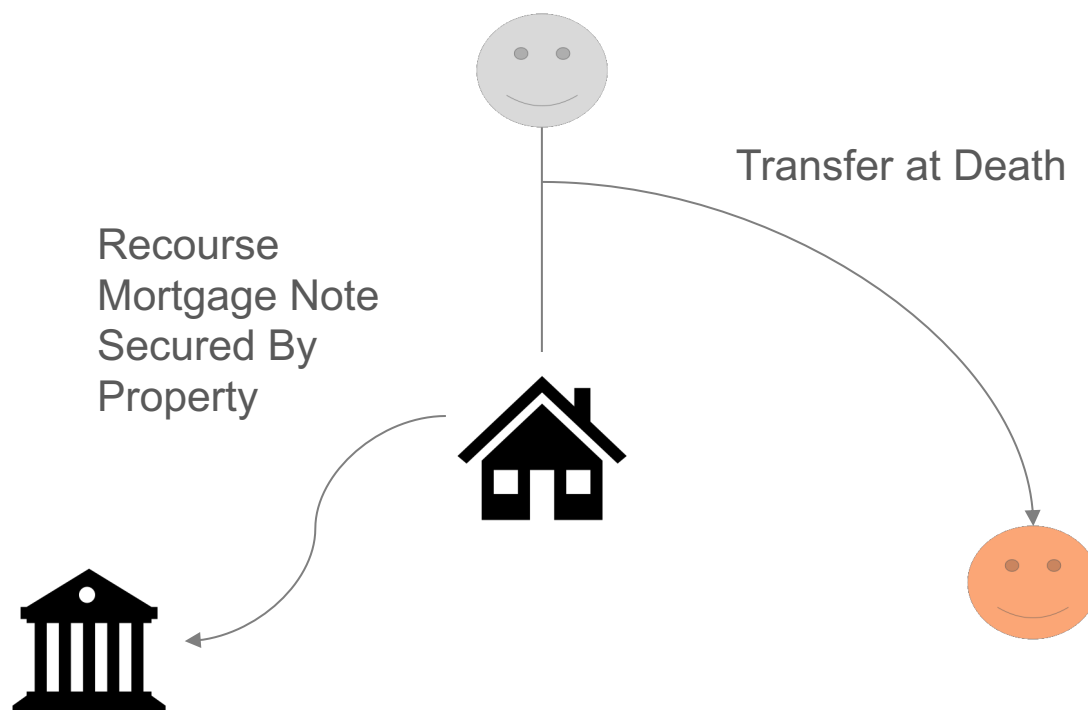 Transfer at Death
Recourse
Mortgage Note
Secured By
Property